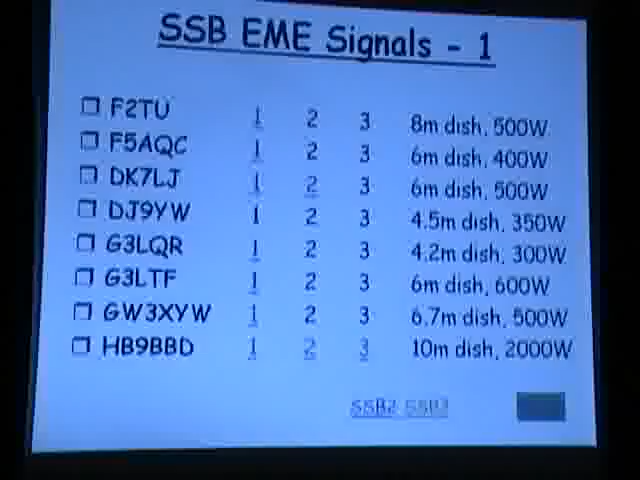 SSB EME Signals - 1
❐ F2TU 1 2 3 8m dish, 500W
❐ F5AQC 1 2 3 6m dish, 400W
❐ DK7LJ 1 2 3 6m dish, 500W
❐ DJ9YW 1 2 3 4.5m dish, 350W
❐ G3LQR 1 2 3 4.2m dish, 300W
❐ G3LTF 1 2 3 6m dish, 600W
❐ GW3XYW 1 2 3 6.7m dish, 500W
❐ HB9BBD 1 2 3 10m dish, 2000W
SSB2 SSB3